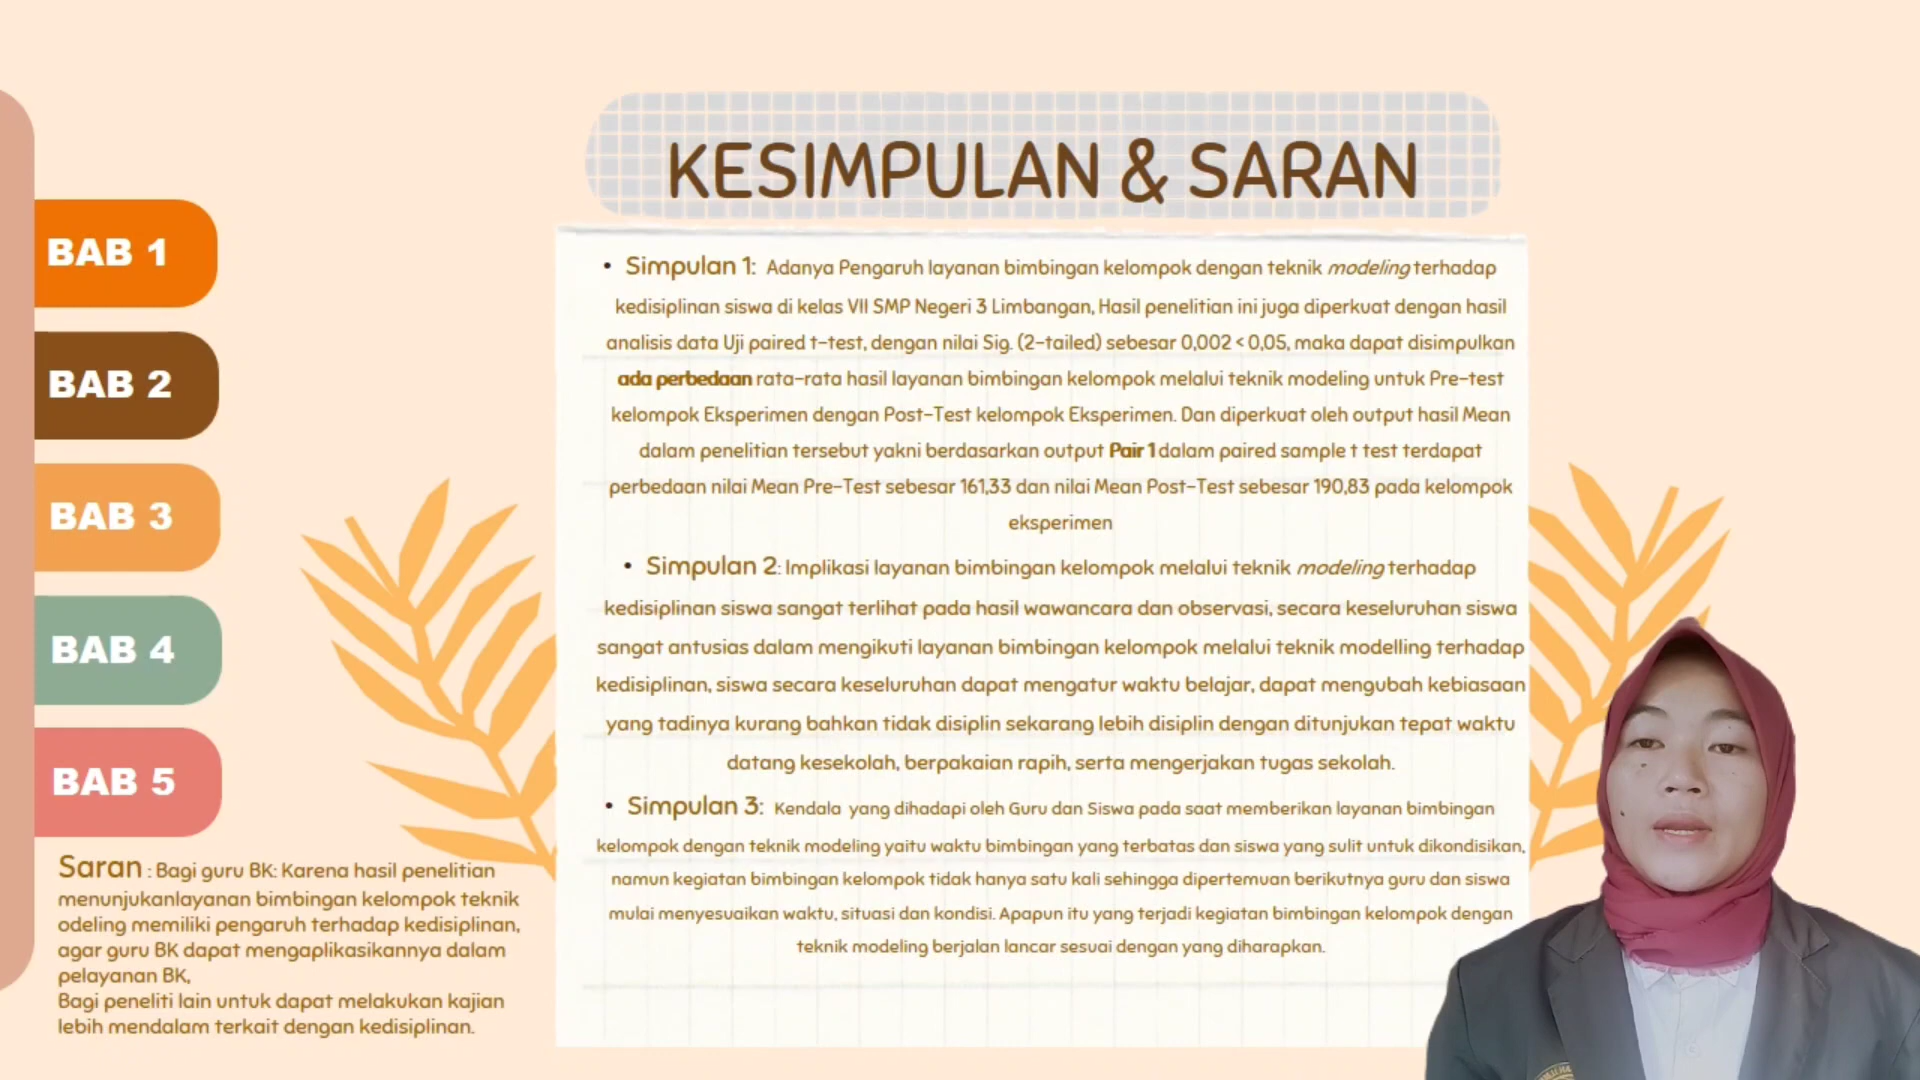 KESIMPULAN & SARAN
BAB 1
BAB 2
BAB 3
BAB 4
BAB 5
• Simpulan 1: Adanya Pengaruh layanan bimbingan kelompok dengan teknik modeling terhadap
kedisiplinan siswa di kelas VII SMP Negeri 3 Limbangan, Hasil penelitian ini juga diperkuat dengan hasil
analisis data Uji paired t-test, dengan nilai Sig. (2-tailed) sebesar 0,002 < 0,05, maka dapat disimpulkan
ada perbedaan rata-rata hasil layanan bimbingan kelompok melalui teknik modeling untuk Pre-test
kelompok Eksperimen dengan Post-Test kelompok Eksperimen. Dan diperkuat oleh output hasil Mean
dalam penelitian tersebut yakni berdasarkan output Pair 1 dalam paired sample t test terdapat
perbedaan nilai Mean Pre-Test sebesar 161,33 dan nilai Mean Post-Test sebesar 190,83 pada kelompok
eksperimen
• Simpulan 2: Implikasi layanan bimbingan kelompok melalui teknik modeling terhadap
kedisiplinan siswa sangat terlihat pada hasil wawancara dan observasi, secara keseluruhan siswa
sangat antusias dalam mengikuti layanan bimbingan kelompok melalui teknik modelling terhadap
kedisiplinan, siswa secara keseluruhan dapat mengatur waktu belajar, dapat mengubah kebiasaan
yang tadinya kurang bahkan tidak disiplin sekarang lebih disiplin dengan ditunjukan tepat waktu
datang kesekolah, berpakaian rapih, serta mengerjakan tugas sekolah.
• Simpulan 3: Kendala yang dihadapi oleh Guru dan Siswa pada saat memberikan layanan bimbingan
kelompok dengan teknik modeling yaitu waktu bimbingan yang terbatas dan siswa yang sulit untuk dikondisikan,
namun kegiatan bimbingan kelompok tidak hanya satu kali sehingga dipertemuan berikutnya guru dan siswa
mulai menyesuaikan waktu, situasi dan kondisi. Apapun itu yang terjadi kegiatan bimbingan kelompok dengan
teknik modeling berjalan lancar sesuai dengan yang diharapkan.
Saran : Bagi guru BK: Karena hasil penelitian
menunjukanlayanan bimbingan kelompok teknik
odeling memiliki pengaruh terhadap kedisiplinan,
agar guru BK dapat mengaplikasikannya dalam
pelayanan BK,
Bagi peneliti lain untuk dapat melakukan kajian
lebih mendalam terkait dengan kedisiplinan.